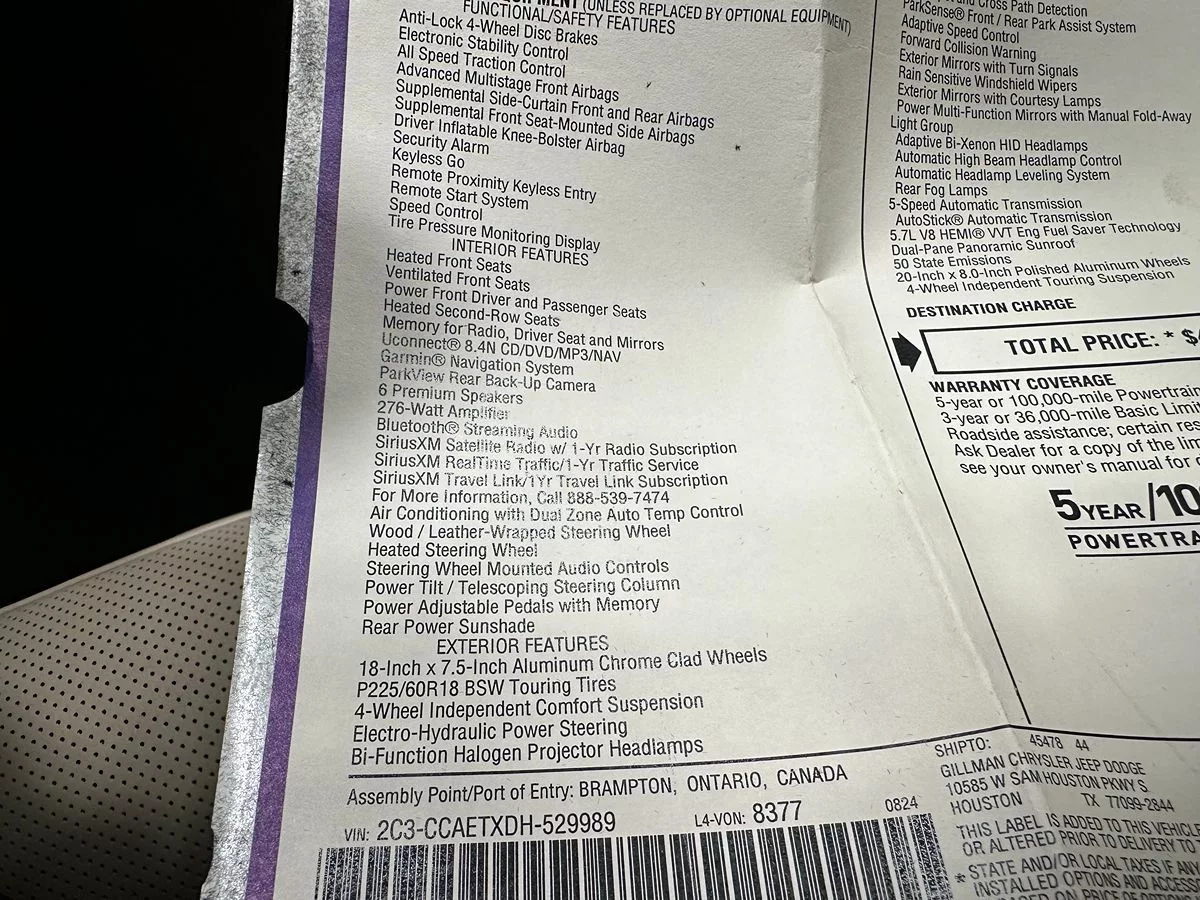 EQUIPMENT (UNLESS REPLACED BY OPTIONAL EQUIPMENT)
FUNCTIONAL/SAFETY FEATURES
Anti-Lock 4-Wheel Disc Brakes
Electronic Stability Control
All Speed Traction Control
Advanced Multistage Front Airbags
Supplemental Side-Curtain Front and Rear Airbags
Supplemental Front Seat-Mounted Side Airbags
Driver Inflatable Knee-Bolster Airbag
Security Alarm
Keyless Go
Remote Proximity Keyless Entry
Remote Start System
Speed Control
Tire Pressure Monitoring Display
INTERIOR FEATURES
Heated Front Seats
Ventilated Front Seats
Power Front Driver and Passenger Seats
Heated Second-Row Seats
Memory for Radio, Driver Seat and Mirrors
Uconnect® 8.4N CD/DVD/MP3/NAV
Garmin® Navigation System
ParkView Rear Back-Up Camera
6 Premium Speakers
276-Watt Amplifier
Bluetooth® Streaming Audio
SiriusXM Satellite Radio w/ 1-Yr Radio Subscription
SiriusXM RealTime Traffic/1-Yr Traffic Service
SiriusXM Travel Link/1Yr Travel Link Subscription
For More Information, Call 888-539-7474
Air Conditioning with Dual Zone Auto Temp Control
Wood / Leather-Wrapped Steering Wheel
Heated Steering Wheel
Steering Wheel Mounted Audio Controls
Power Tilt / Telescoping Steering Column
Power Adjustable Pedals with Memory
Rear Power Sunshade
EXTERIOR FEATURES
18-Inch x 7.5-Inch Aluminum Chrome Clad Wheels
P225/60R18 BSW Touring Tires
4-Wheel Independent Comfort Suspension
Electro-Hydraulic Power Steering
Bi-Function Halogen Projector Headlamps
Assembly Point/Port of Entry: BRAMPTON, ONTARIO, CANADA
VIN: 2C3-CCAETXDH-529989 L4-VON: 8377 0824
and Cross Path Detection
ParkSense® Front / Rear Park Assist System
Adaptive Speed Control
Forward Collision Warning
Exterior Mirrors with Turn Signals
Rain Sensitive Windshield Wipers
Exterior Mirrors with Courtesy Lamps
Power Multi-Function Mirrors with Manual Fold-Away
Light Group
Adaptive Bi-Xenon HID Headlamps
Automatic High Beam Headlamp Control
Automatic Headlamp Leveling System
Rear Fog Lamps
5-Speed Automatic Transmission
AutoStick® Automatic Transmission
5.7L V8 HEMI® VVT Eng Fuel Saver Technology
Dual-Pane Panoramic Sunroof
50 State Emissions
20-Inch x 8.0-Inch Polished Aluminum Wheels
4-Wheel Independent Touring Suspension
DESTINATION CHARGE
TOTAL PRICE: * $
WARRANTY COVERAGE
5-year or 100,000-mile Powertrain
3-year or 36,000-mile Basic
Roadside assistance; certain
Ask Dealer for a copy of the
see your owner's manual for
5YEAR/10
POWERTRA
SHIPTO: 45478 44
GILLMAN CHRYSLER JEEP DODGE
10585 W SAM HOUSTON PKWY S.
HOUSTON TX 77099-2844
THIS LABEL IS ADDED TO THIS
OR ALTERED PRIOR TO DELIVERY TO
* STATE AND/OR LOCAL TAXES IF ANY
INSTALLED OPTIONS AND